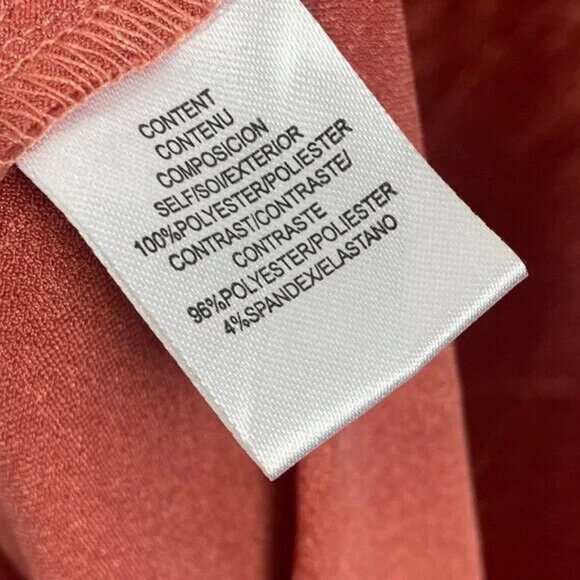 CONTENT
CONTENU
COMPOSICION
SELF/SOI/EXTERIOR
100%POLYESTER/POLIESTER
CONTRAST/CONTRASTE/
CONTRASTE
96%POLYESTER/POLIESTER
4%SPANDEX/ELASTANO